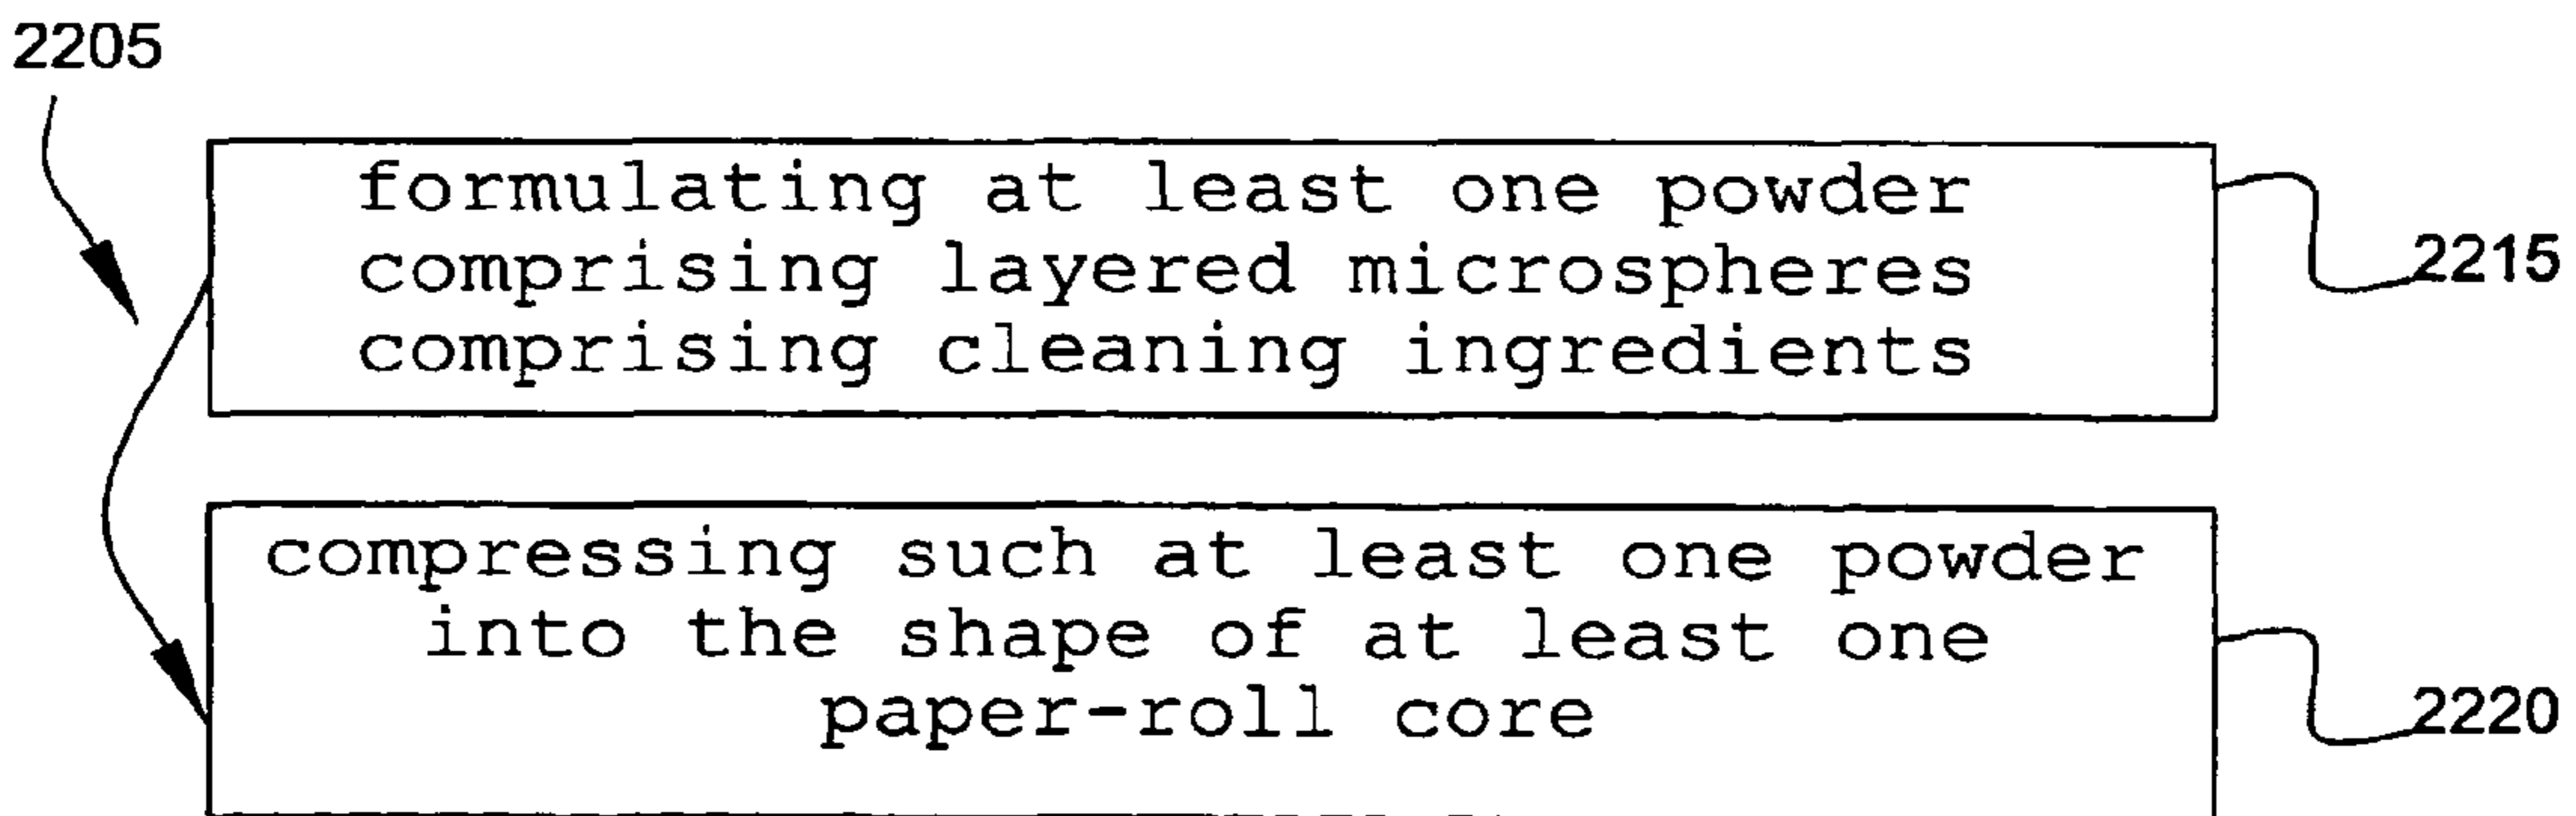 2205
formulating at least one powder
comprising layered microspheres
comprising cleaning ingredients
2215
compressing such at least one powder
into the shape of at least one
paper-roll core
2220